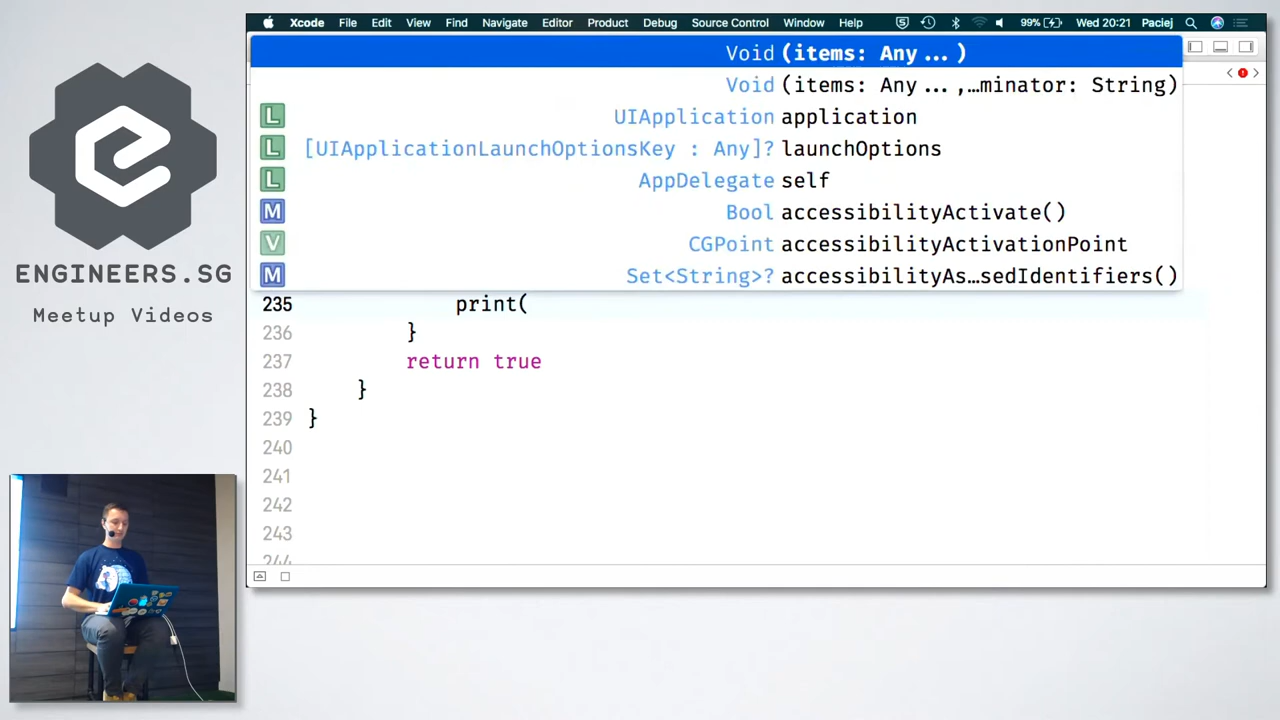 Xcode File Edit View Find Navigate Editor Product Debug Source Control Window Help 99% Wed 20:21 Paciej
Void (items: Any... )
Void (items: Any...,…minator: String)
L UIApplication application
L [UIApplicationLaunchOptionsKey : Any]? launchOptions
L AppDelegate self
M Bool accessibilityActivate()
V CGPoint accessibilityActivationPoint
M Set<String>? accessibilityAs…sedIdentifiers()
235 print(
236 }
237 return true
238 }
239 }
240
241
242
243
244
ENGINEERS.SG
Meetup Videos